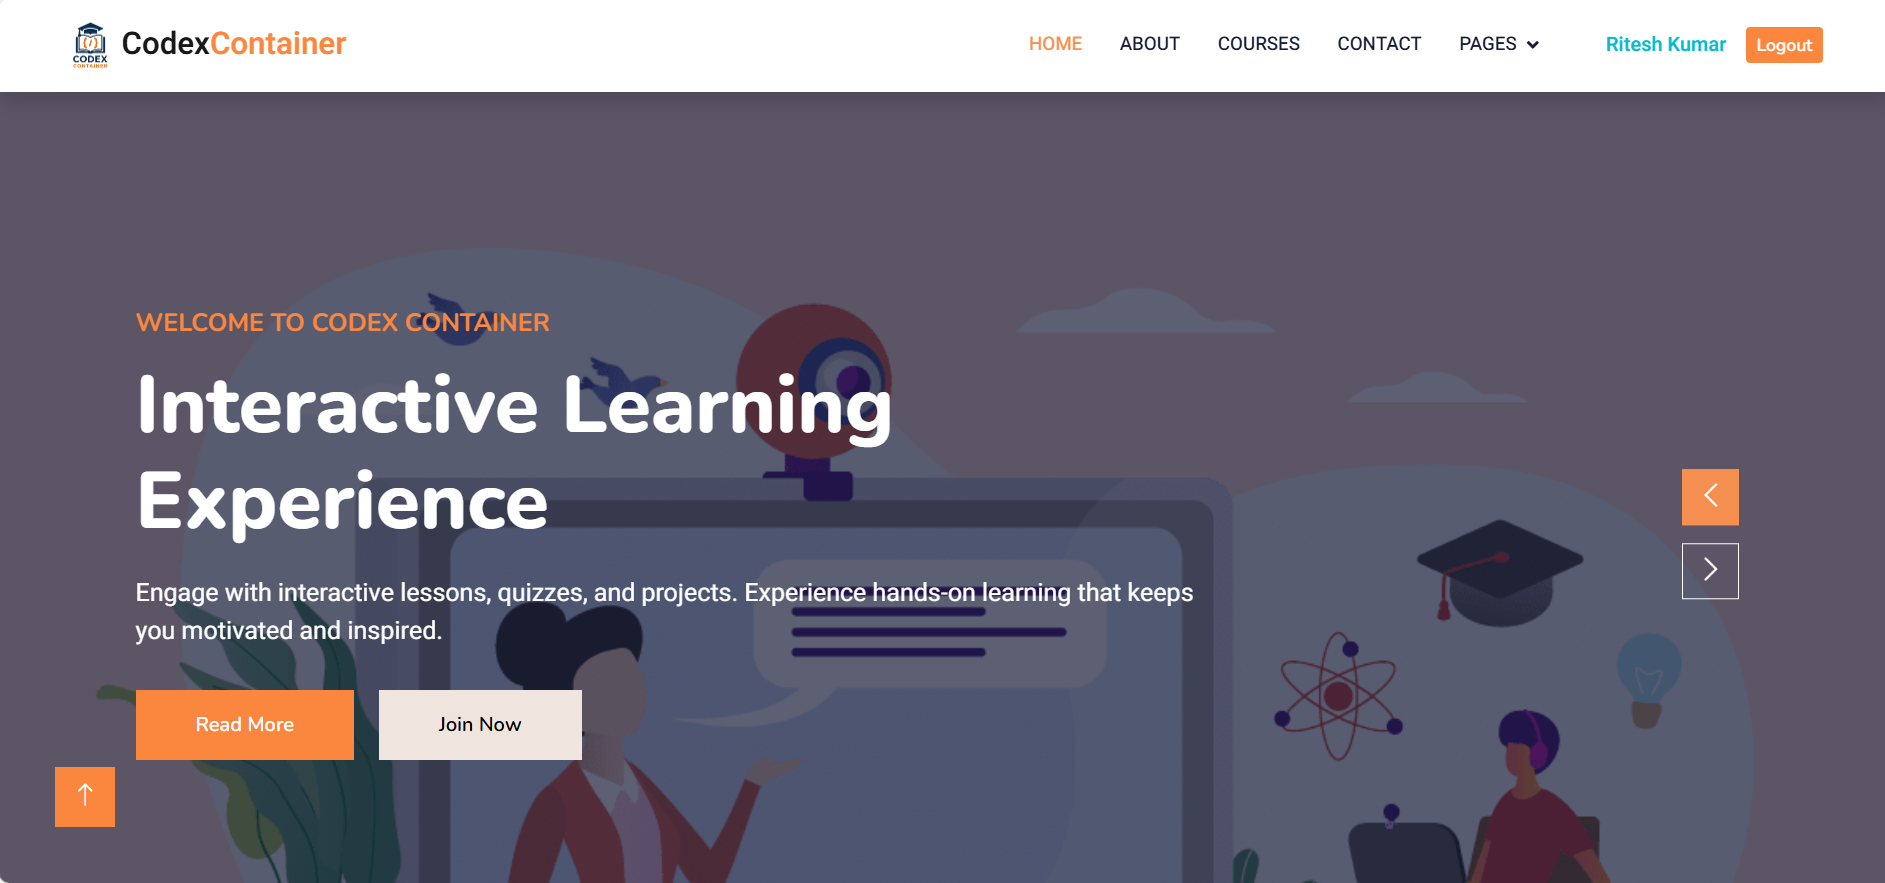 CODEX
CONTAINER
CodexContainer
HOME ABOUT COURSES CONTACT PAGES Ritesh Kumar Logout
WELCOME TO CODEX CONTAINER
Interactive Learning
Experience
Engage with interactive lessons, quizzes, and projects. Experience hands-on learning that keeps
you motivated and inspired.
Read More Join Now